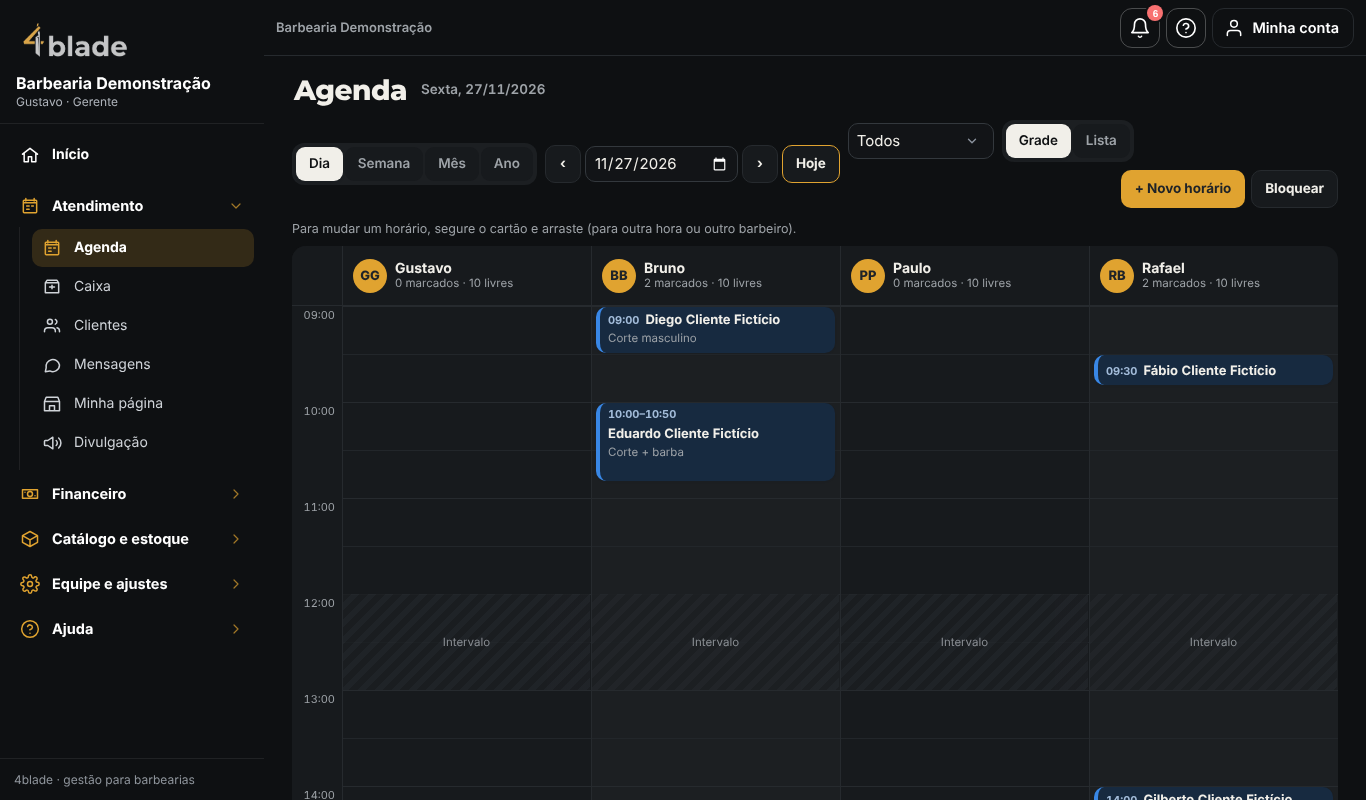 4blade
Barbearia Demonstração
Gustavo · Gerente
Início
Atendimento
Agenda
Caixa
Clientes
Mensagens
Minha página
Divulgação
Financeiro
Catálogo e estoque
Equipe e ajustes
Ajuda
4blade · gestão para barbearias
Barbearia Demonstração
6
Minha conta
Agenda Sexta, 27/11/2026
Dia Semana Mês Ano ‹ 11/27/2026 › Hoje Todos Grade Lista
+ Novo horário Bloquear
Para mudar um horário, segure o cartão e arraste (para outra hora ou outro barbeiro).
GG Gustavo
0 marcados · 10 livres
BB Bruno
2 marcados · 10 livres
PP Paulo
0 marcados · 10 livres
RB Rafael
2 marcados · 10 livres
09:00
09:00 Diego Cliente Fictício
Corte masculino
09:30 Fábio Cliente Fictício
10:00
10:00–10:50
Eduardo Cliente Fictício
Corte + barba
11:00
12:00
Intervalo Intervalo Intervalo Intervalo
13:00
14:00
14:00 Gilberto Cliente Fictício